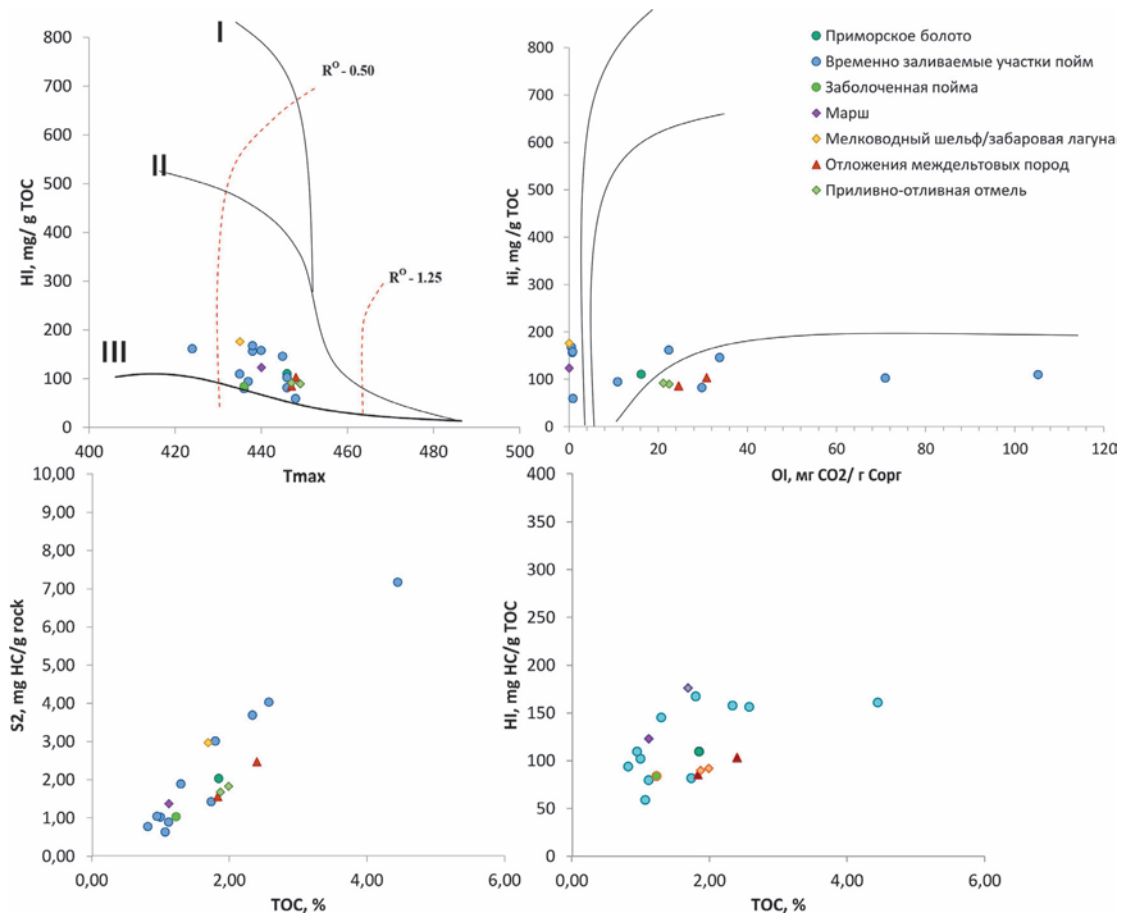 HI, mg/ g TOC
800
700
600
500
400
300
200
100
0
I
II
III
R^O - 0.50
R^O - 1.25
400 420 440 460 480 500
Tmax
Hi, mg /g TOC
800
700
600
500
400
300
200
100
0
0 20 40 60 80 100 120
OI, мг CO2/ г Сорг
Приморское болото
Временно заливаемые участки пойм
Заболоченная пойма
Марш
Мелководный шельф/забаровая лагуна
Отложения междельтовых пород
Приливно-отливная отмель
S2, mg HC/g rock
10,00
9,00
8,00
7,00
6,00
5,00
4,00
3,00
2,00
1,00
0,00
0,00 2,00 4,00 6,00
TOC, %
HI, mg HC/g TOC
400
350
300
250
200
150
100
50
0
0,00 2,00 4,00 6,00
TOC, %